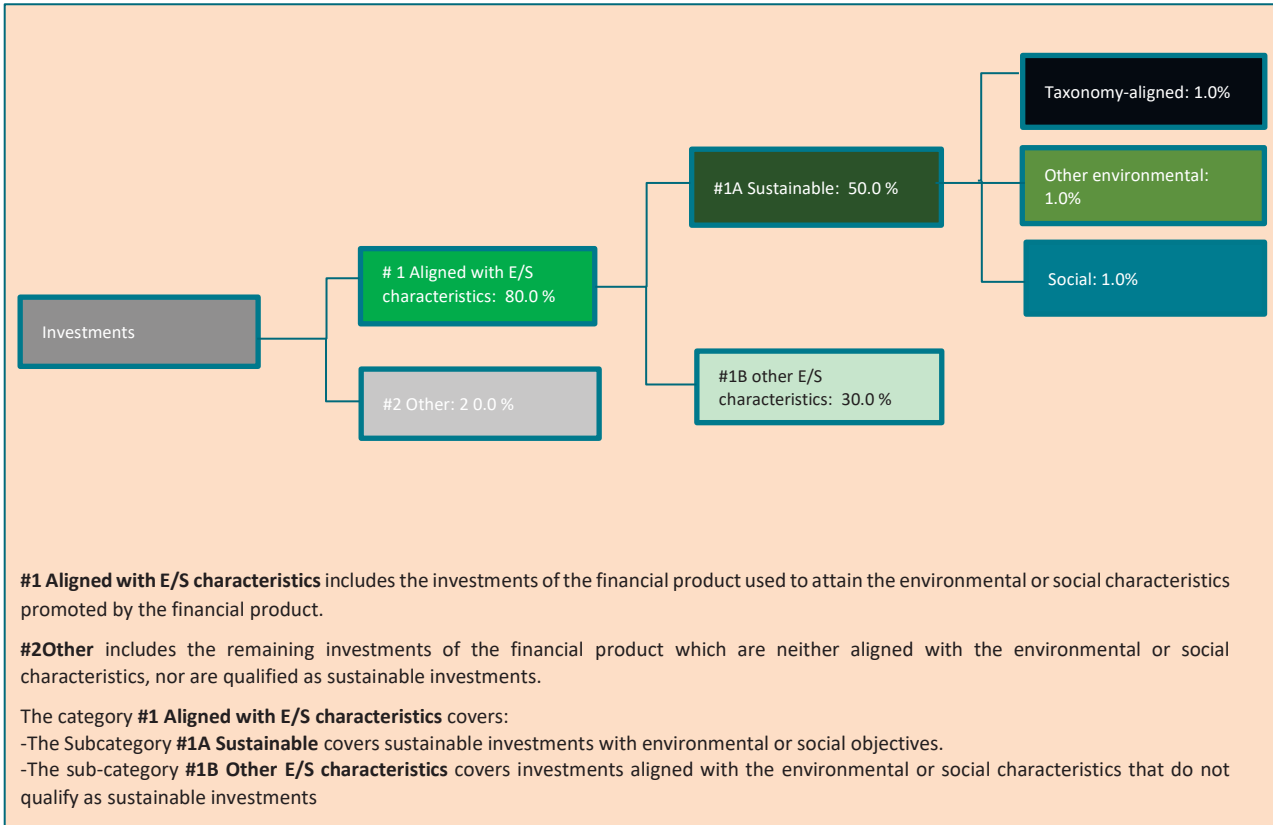 Taxonomy-aligned: 1.0%
#1A Sustainable: 50.0 %
Other environmental:
1.0%
# 1 Aligned with E/S
characteristics: 80.0 %
Social: 1.0%
Investments
#1B other E/S
characteristics: 30.0 %
#2 Other: 2 0.0 %
#1 Aligned with E/S characteristics includes the investments of the financial product used to attain the environmental or social characteristics
promoted by the financial product.
#2Other includes the remaining investments of the financial product which are neither aligned with the environmental or social
characteristics, nor are qualified as sustainable investments.
The category #1 Aligned with E/S characteristics covers:
-The Subcategory #1A Sustainable covers sustainable investments with environmental or social objectives.
-The sub-category #1B Other E/S characteristics covers investments aligned with the environmental or social characteristics that do not
qualify as sustainable investments